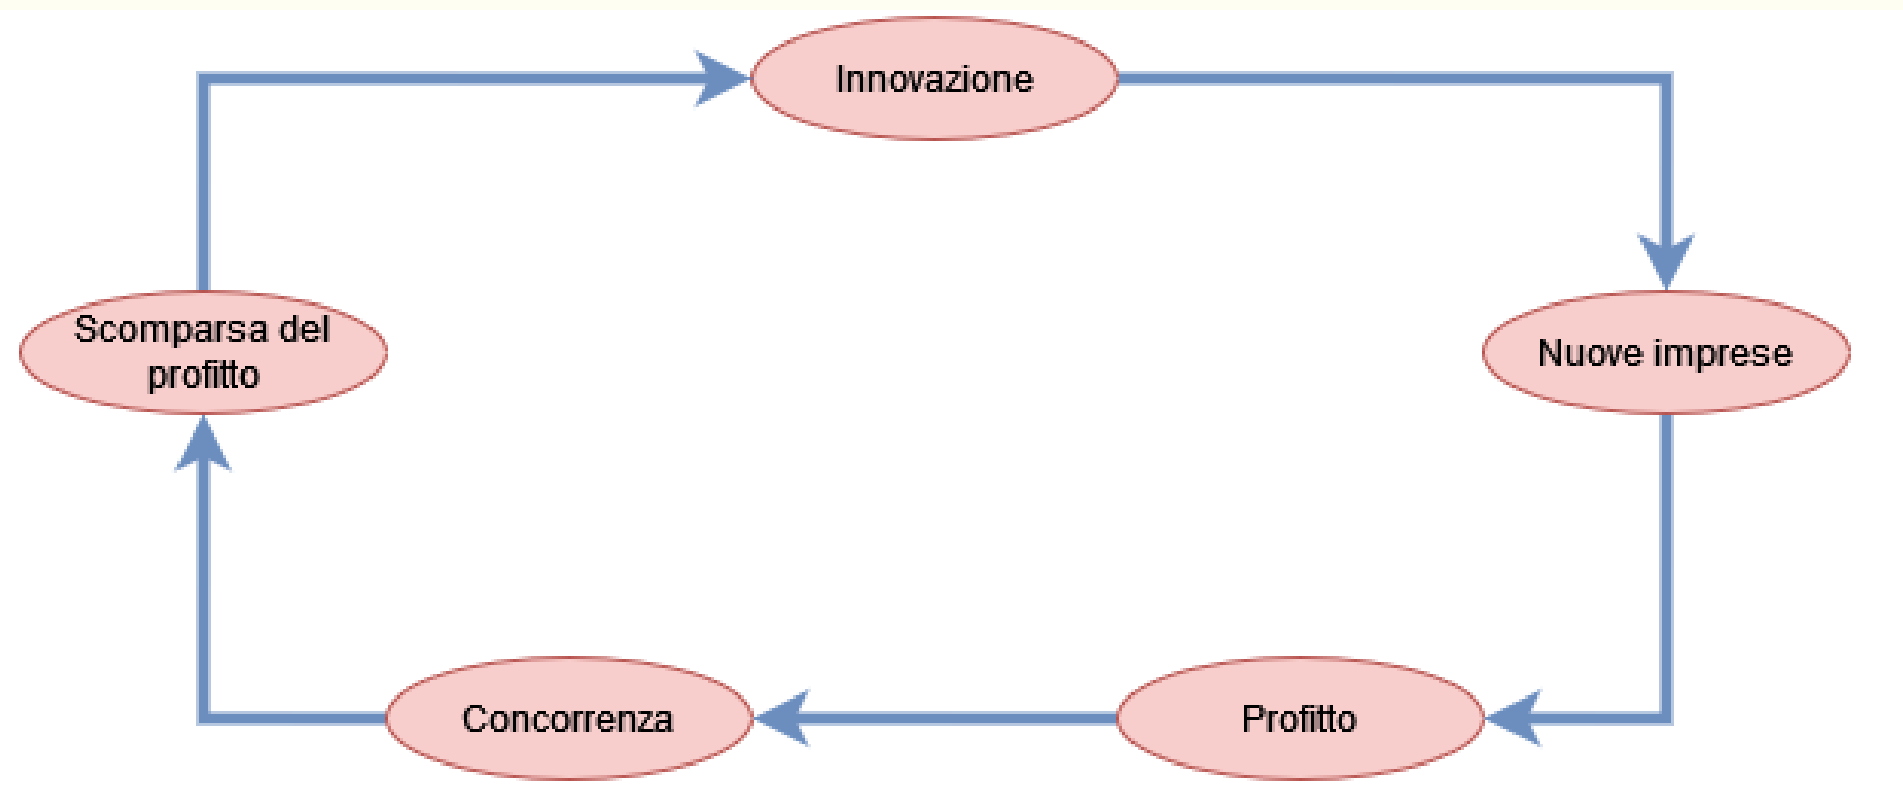 Innovazione
Nuove imprese
Profitto
Concorrenza
Scomparsa del
profitto